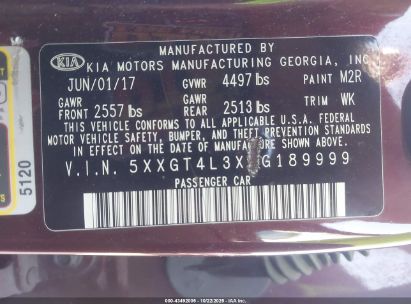 MANUFACTURED BY
KIA KIA MOTORS MANUFACTURING GEORGIA, INC.
JUN/01/17 GVWR 4497 lbs PAINT M2R
GAWR FRONT 2557 lbs GAWR REAR 2513 lbs TRIM WK
THIS VEHICLE CONFORMS TO ALL APPLICABLE U.S.A. FEDERAL
MOTOR VEHICLE SAFETY, BUMPER, AND THEFT PREVENTION
STANDARDS IN EFFECT ON THE DATE OF MANUFACTURE SHOWN ABOVE.
V.I.N.
PASSENGER CAR
5120